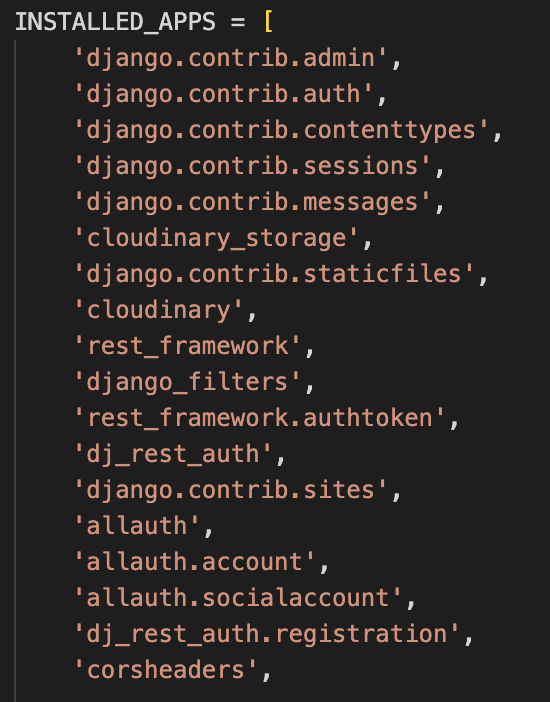 INSTALLED_APPS = [
    'django.contrib.admin',
    'django.contrib.auth',
    'django.contrib.contenttypes',
    'django.contrib.sessions',
    'django.contrib.messages',
    'cloudinary_storage',
    'django.contrib.staticfiles',
    'cloudinary',
    'rest_framework',
    'django_filters',
    'rest_framework.authtoken',
    'dj_rest_auth',
    'django.contrib.sites',
    'allauth',
    'allauth.account',
    'allauth.socialaccount',
    'dj_rest_auth.registration',
    'corsheaders',